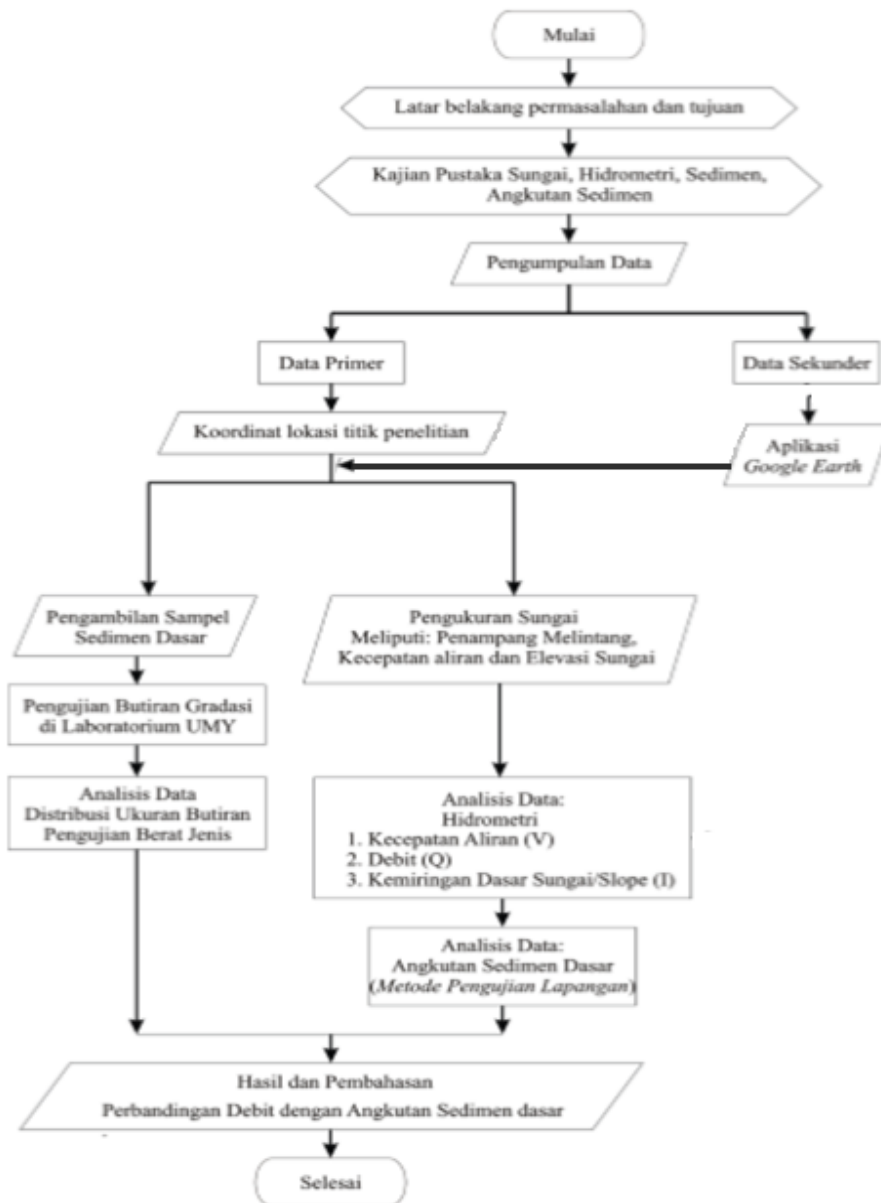 Mulai
Latar belakang permasalahan dan tujuan
Kajian Pustaka Sungai, Hidrometri, Sedimen,
Angkutan Sedimen
Pengumpulan Data
Data Primer
Data Sekunder
Koordinat lokasi titik penelitian
Aplikasi
Google Earth
Pengambilan Sampel
Sedimen Dasar
Pengujian Butiran Gradasi
di Laboratorium UMY
Analisis Data
Distribusi Ukuran Butiran
Pengujian Berat Jenis
Pengukuran Sungai
Meliputi: Penampang Melintang,
Kecepatan aliran dan Elevasi Sungai
Analisis Data:
Hidrometri
1. Kecepatan Aliran (V)
2. Debit (Q)
3. Kemiringan Dasar Sungai/Slope (I)
Analisis Data:
Angkutan Sedimen Dasar
(Metode Pengujian Lapangan)
Hasil dan Pembahasan
Perbandingan Debit dengan Angkutan Sedimen dasar
Selesai